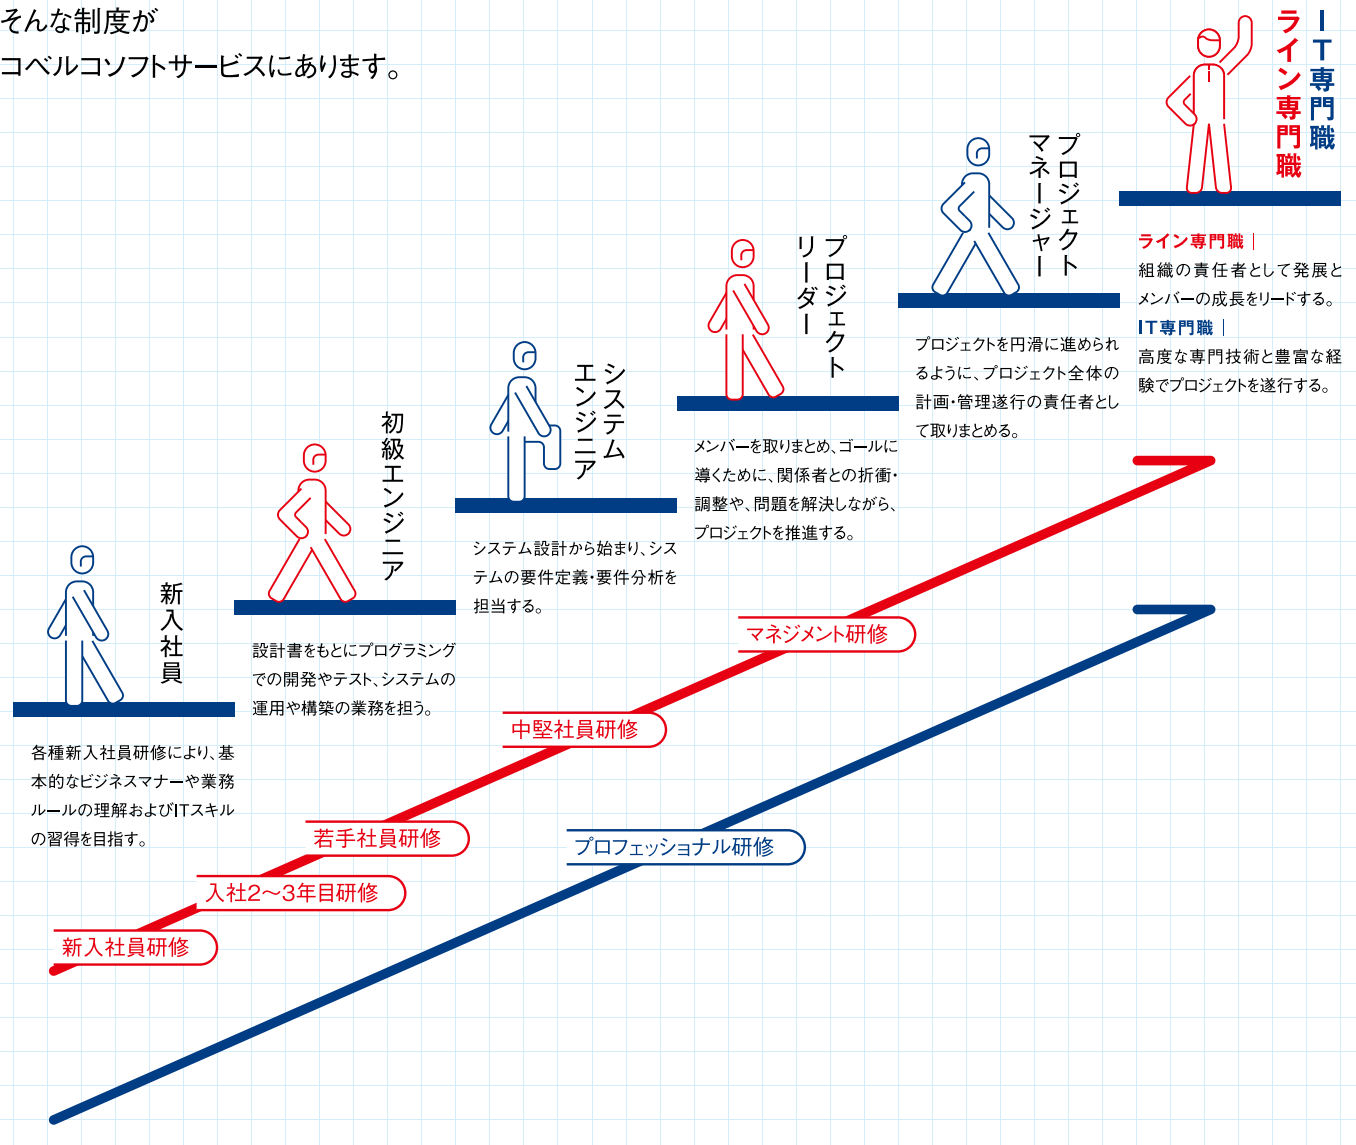 そんな制度が
コベルコソフトサービスにあります。
新入社員
各種新入社員研修により、基
本的なビジネスマナーや業務
ルールの理解およびITスキル
の習得を目指す。
初級エンジニア
設計書をもとにプログラミング
での開発やテスト、システムの
運用や構築の業務を担う。
システム
エンジニア
システム設計から始まり、シス
テムの要件定義・要件分析を
担当する。
プロジェクト
リーダー
メンバーを取りまとめ、ゴールに
導くために、関係者との折衝・
調整や、問題を解決しながら、
プロジェクトを推進する。
プロジェクト
マネージャー
プロジェクトを円滑に進められ
るように、プロジェクト全体の
計画・管理遂行の責任者とし
て取りまとめる。
IT専門職
ライン専門職
ライン専門職｜
組織の責任者として発展と
メンバーの成長をリードする。
IT専門職｜
高度な専門技術と豊富な経
験でプロジェクトを遂行する。
マネジメント研修
中堅社員研修
若手社員研修
入社2〜3年目研修
新入社員研修
プロフェッショナル研修